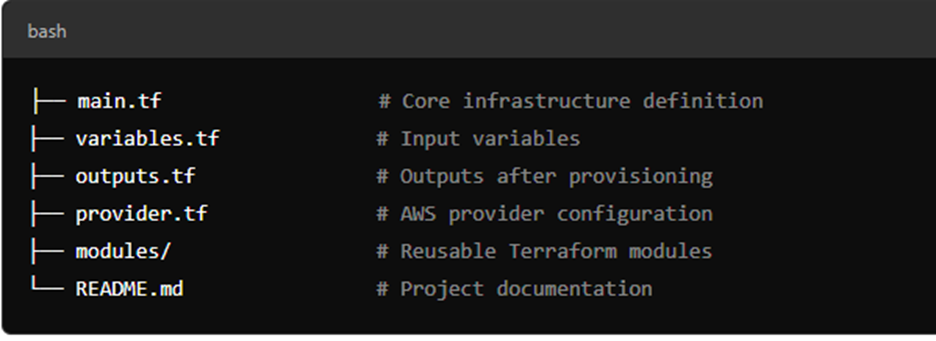 bash
├── main.tf                  # Core infrastructure definition
├── variables.tf             # Input variables
├── outputs.tf               # Outputs after provisioning
├── provider.tf              # AWS provider configuration
├── modules/                 # Reusable Terraform modules
└── README.md                # Project documentation